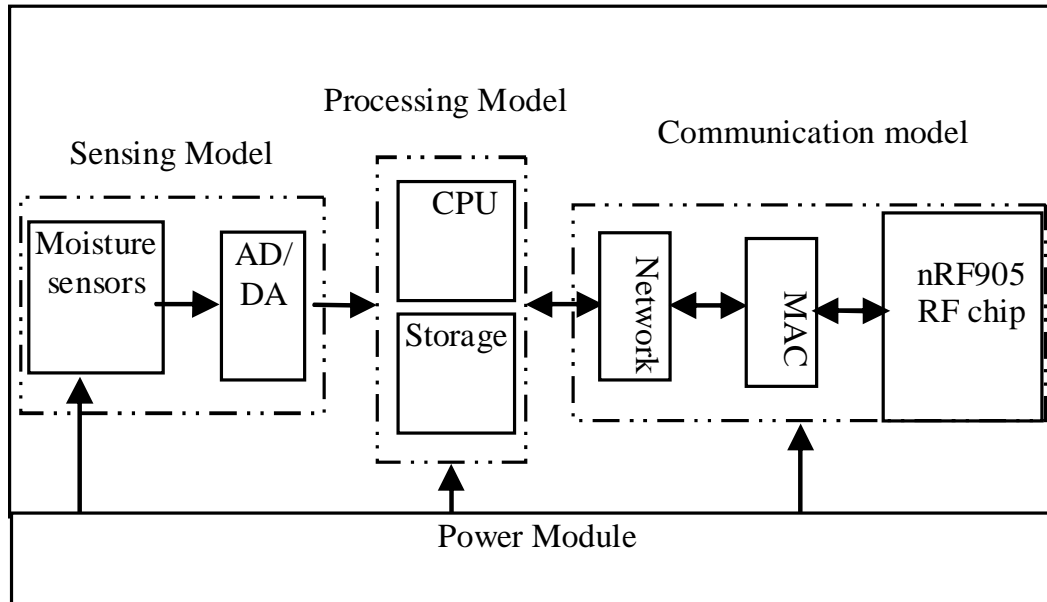 Processing Model
Communication model
Sensing Model
CPU
Storage
Moisture
sensors
AD/
DA
Network
MAC
nRF905
RF chip
Power Module